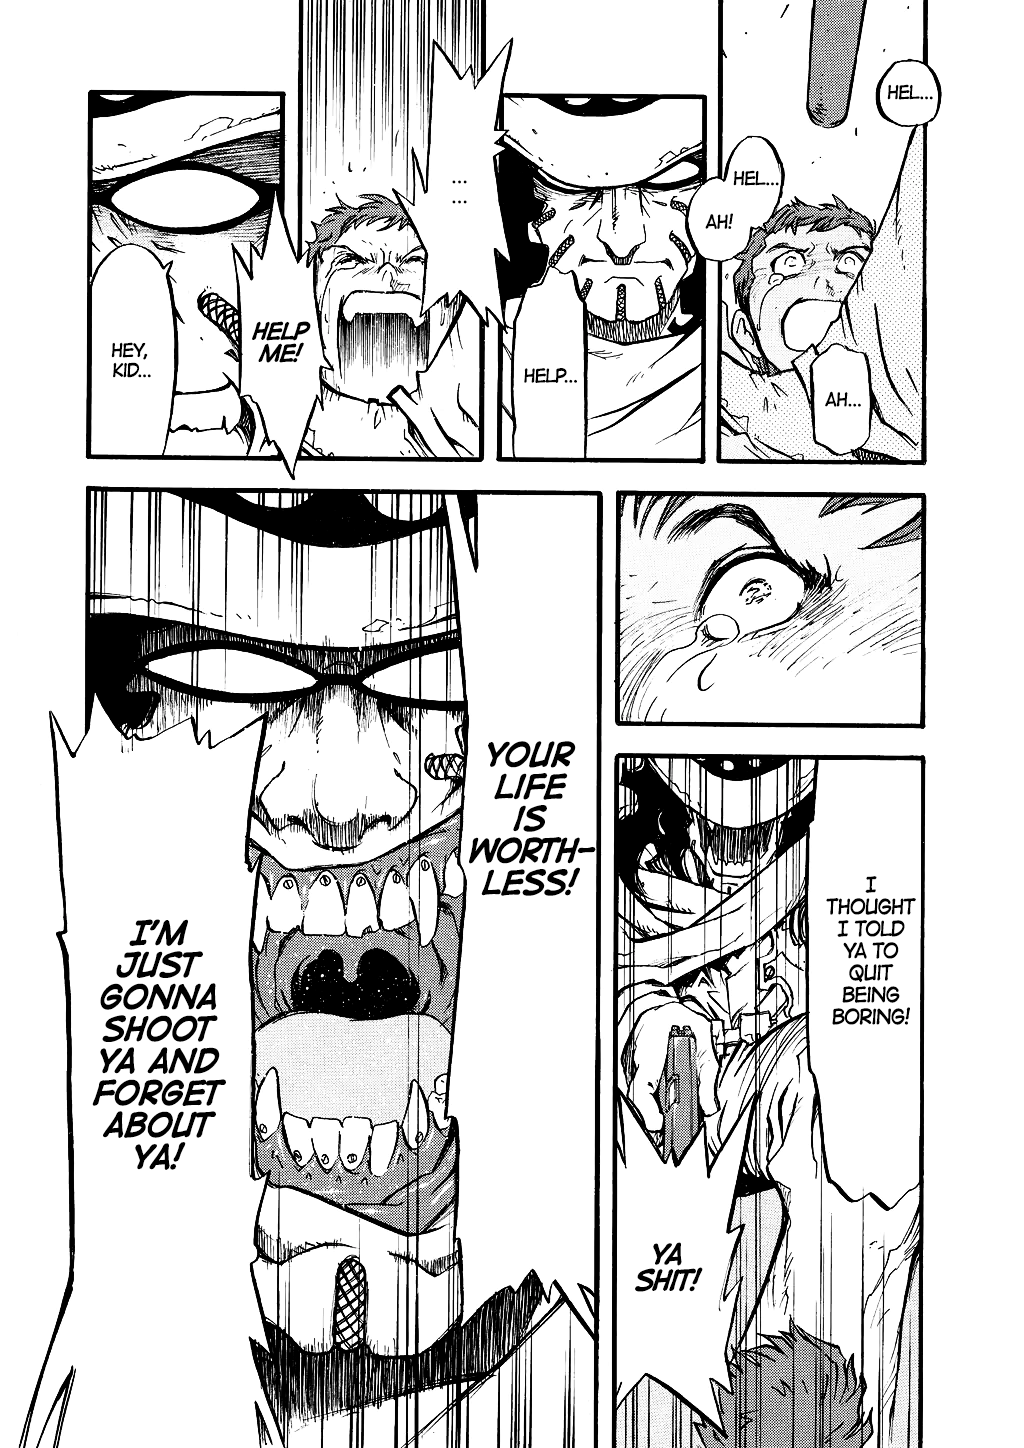 HEL...
HEL...
AH!
AH...
HELP...
...
...
HELP
ME!
HEY,
KID...
I
THOUGHT
I TOLD
YA TO
QUIT
BEING
BORING!
YA
SHIT!
YOUR
LIFE
IS
WORTH-
LESS!
I'M
JUST
GONNA
SHOOT
YA AND
FORGET
ABOUT
YA!